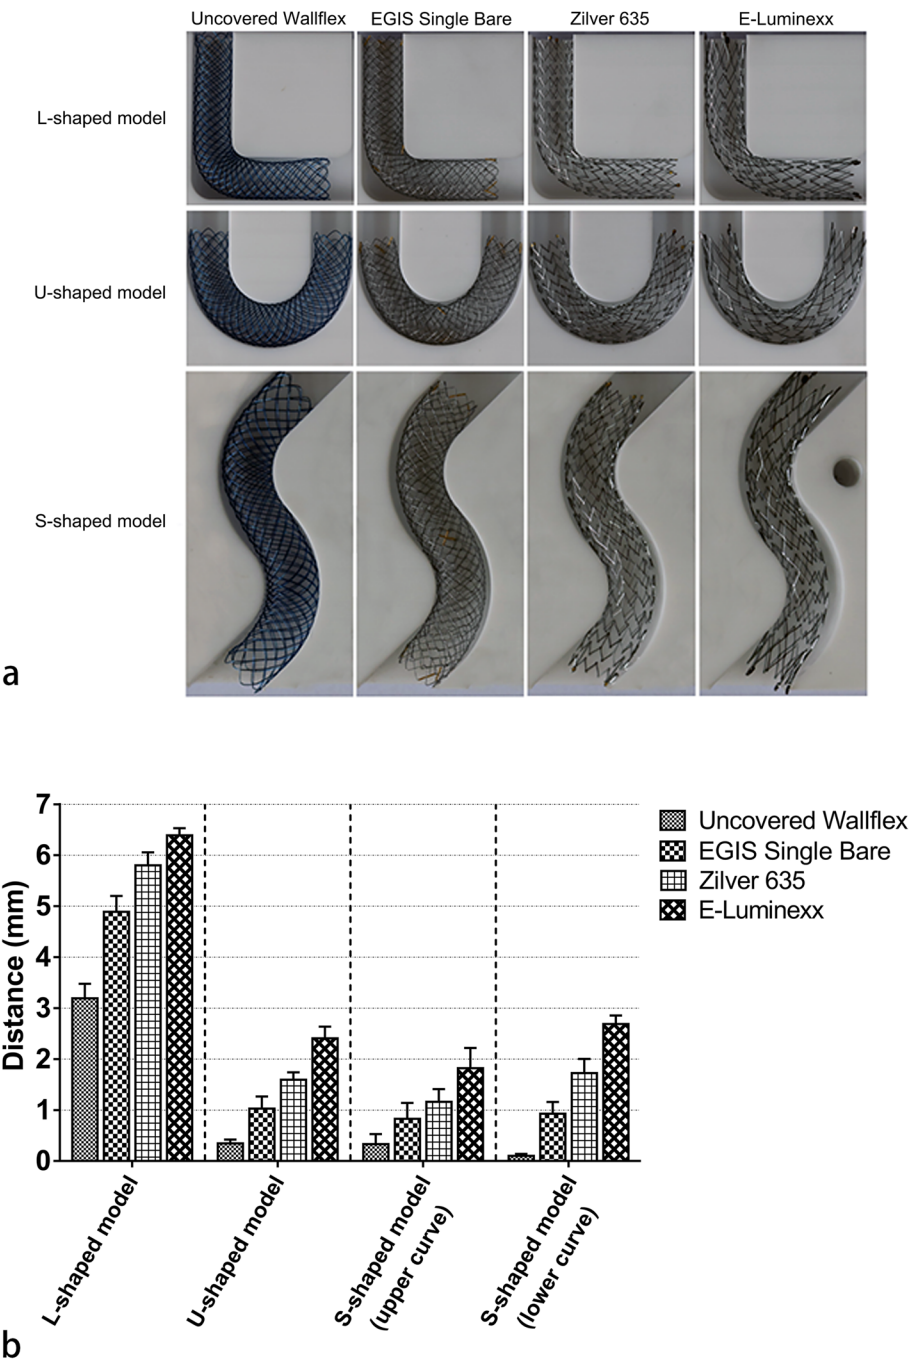 Uncovered Wallflex EGIS Single Bare Zilver 635 E-Luminexx
L-shaped model
U-shaped model
S-shaped model
a
7
6
5
4
3
2
1
0
Distance (mm)
Uncovered Wallflex
EGIS Single Bare
Zilver 635
E-Luminexx
L-shaped model
U-shaped model
S-shaped model
(upper curve)
S-shaped model
(lower curve)
b